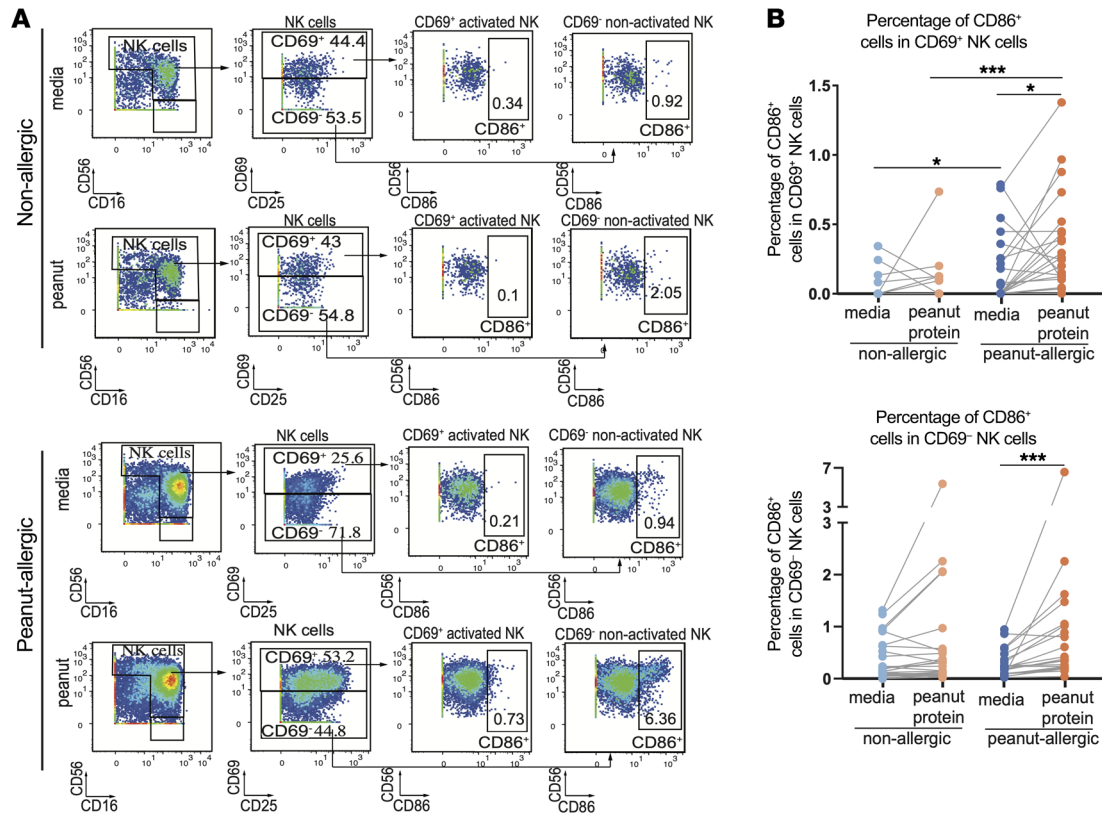 A
Non-allergic
media
NK cells
10³
10²
10¹
0
0 10¹ 10² 10³ 10⁴
CD56
CD16
NK cells
CD69⁺ 44.4
CD69⁻ 53.5
CD69
CD25
CD69⁺ activated NK
0.34
CD86⁺
CD56
CD86
CD69⁻ non-activated NK
0.92
CD86⁺
CD56
CD86
peanut
NK cells
CD56
CD16
NK cells
CD69⁺ 43
CD69⁻ 54.8
CD69
CD25
CD69⁺ activated NK
0.1
CD86⁺
CD56
CD86
CD69⁻ non-activated NK
2.05
CD86⁺
CD56
CD86
Peanut-allergic
media
NK cells
CD56
CD16
NK cells
CD69⁺ 25.6
CD69⁻ 71.8
CD69
CD25
CD69⁺ activated NK
0.21
CD86⁺
CD56
CD86
CD69⁻ non-activated NK
0.94
CD86⁺
CD56
CD86
peanut
NK cells
CD56
CD16
NK cells
CD69⁺ 53.2
CD69⁻ 44.8
CD69
CD25
CD69⁺ activated NK
0.73
CD86⁺
CD56
CD86
CD69⁻ non-activated NK
6.36
CD86⁺
CD56
CD86
B
Percentage of CD86⁺
cells in CD69⁺ NK cells
Percentage of CD86⁺
cells in CD69⁺ NK cells
1.5
1.0
0.5
0.0
***
*
*
media
peanut
protein
media
peanut
protein
non-allergic
peanut-allergic
Percentage of CD86⁺
cells in CD69⁻ NK cells
Percentage of CD86⁺
cells in CD69⁻ NK cells
7
3
3
2
1
0
***
media
peanut
protein
media
peanut
protein
non-allergic
peanut-allergic